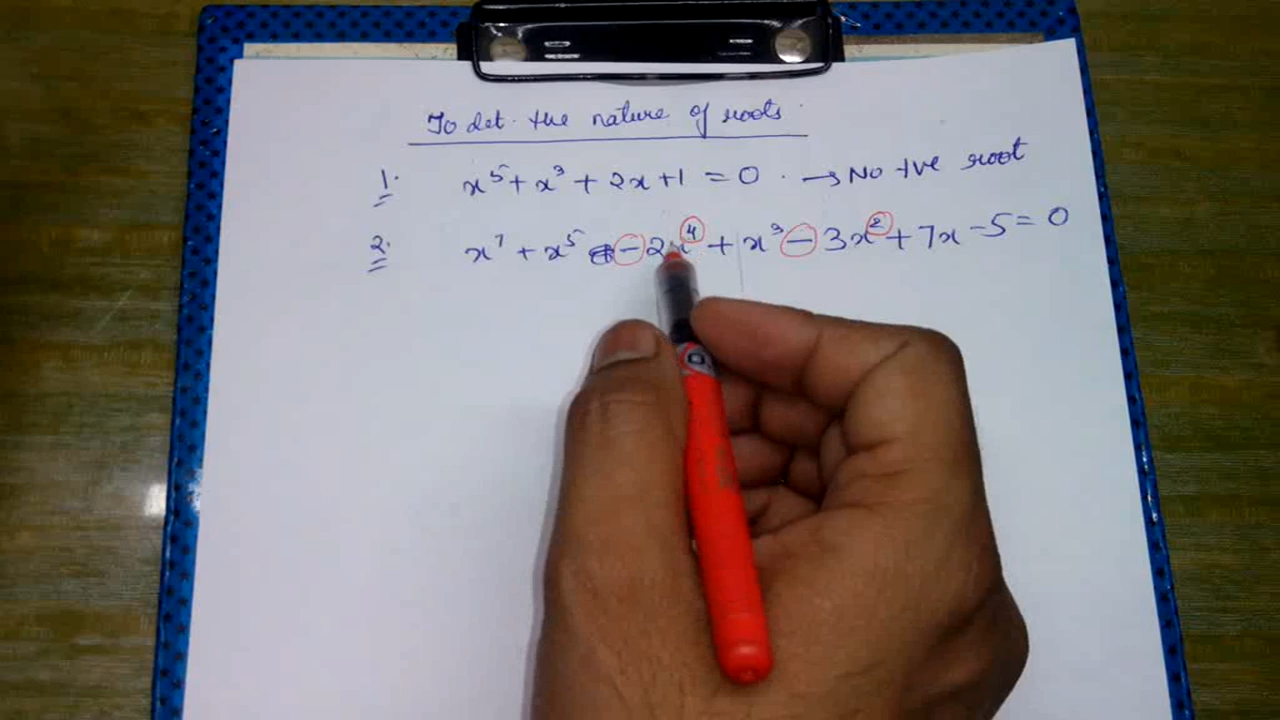 To det. the nature of roots.
1. x⁵ + x³ + 2x + 1 = 0. → No +ve root
2. x⁷ + x⁵ - 2x⁴ + x³ - 3x² + 7x - 5 = 0